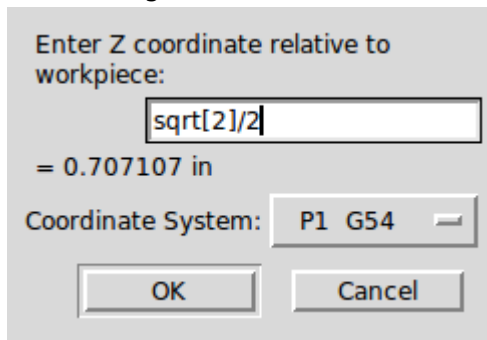 Enter Z coordinate relative to
workpiece:
sqrt[2]/2
= 0.707107 in
Coordinate System: P1 G54
OK Cancel